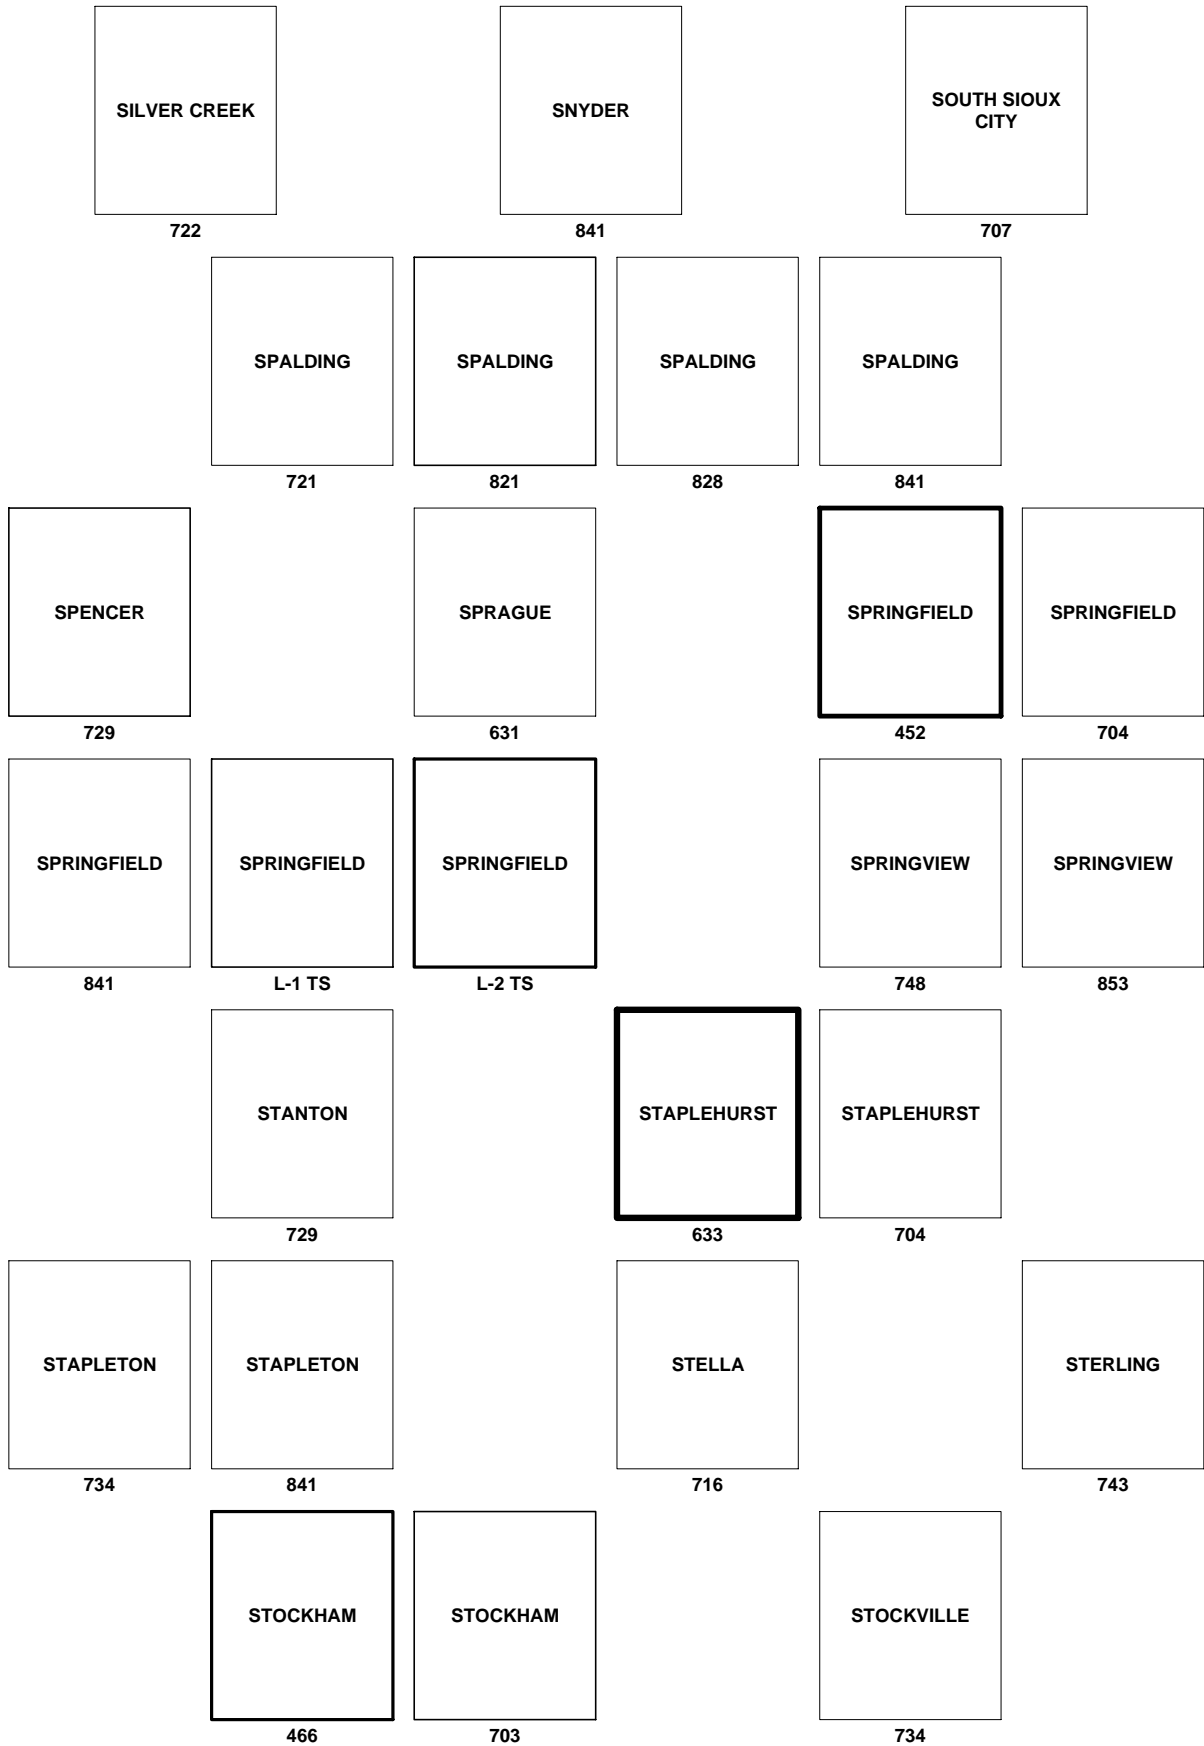 SILVER CREEK
722
SNYDER
841
SOUTH SIOUX
CITY
707
SPALDING
721
SPALDING
821
SPALDING
828
SPALDING
841
SPENCER
729
SPRAGUE
631
SPRINGFIELD
452
SPRINGFIELD
704
SPRINGFIELD
841
SPRINGFIELD
L-1 TS
SPRINGFIELD
L-2 TS
SPRINGVIEW
748
SPRINGVIEW
853
STANTON
729
STAPLEHURST
633
STAPLEHURST
704
STAPLETON
734
STAPLETON
841
STELLA
716
STERLING
743
STOCKHAM
466
STOCKHAM
703
STOCKVILLE
734